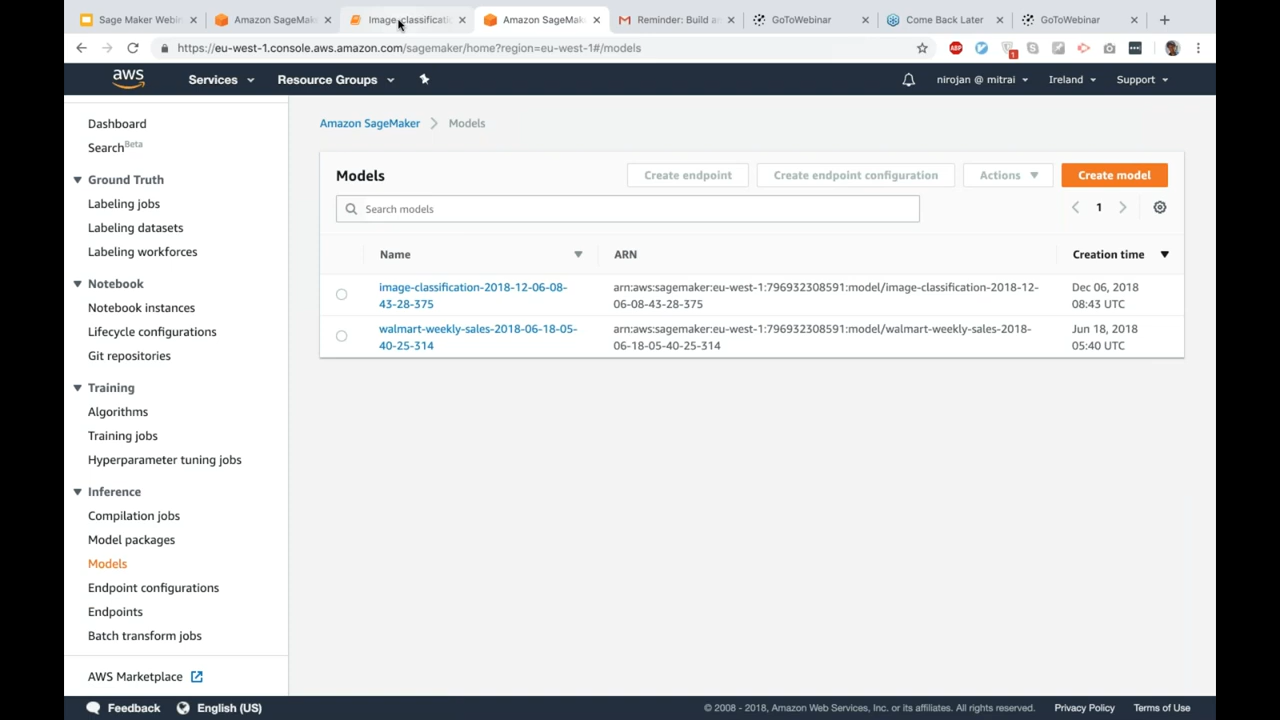 Sage Maker Webin
Amazon SageMak
Image-classificati
Amazon SageMak
Reminder: Build a
GoToWebinar
Come Back Later
GoToWebinar
https://eu-west-1.console.aws.amazon.com/sagemaker/home?region=eu-west-1#/models
ABP
1
aws
Services
Resource Groups
nirojan @ mitrai
Ireland
Support
Dashboard
Search Beta
Ground Truth
Labeling jobs
Labeling datasets
Labeling workforces
Notebook
Notebook instances
Lifecycle configurations
Git repositories
Training
Algorithms
Training jobs
Hyperparameter tuning jobs
Inference
Compilation jobs
Model packages
Models
Endpoint configurations
Endpoints
Batch transform jobs
AWS Marketplace
Amazon SageMaker > Models
Models
Create endpoint
Create endpoint configuration
Actions
Create model
Search models
1
Name
ARN
Creation time
image-classification-2018-12-06-08-
43-28-375
arn:aws:sagemaker:eu-west-1:796932308591:model/image-classification-2018-12-
06-08-43-28-375
Dec 06, 2018
08:43 UTC
walmart-weekly-sales-2018-06-18-05-
40-25-314
arn:aws:sagemaker:eu-west-1:796932308591:model/walmart-weekly-sales-2018-
06-18-05-40-25-314
Jun 18, 2018
05:40 UTC
Feedback
English (US)
© 2008 - 2018, Amazon Web Services, Inc. or its affiliates. All rights reserved.
Privacy Policy
Terms of Use